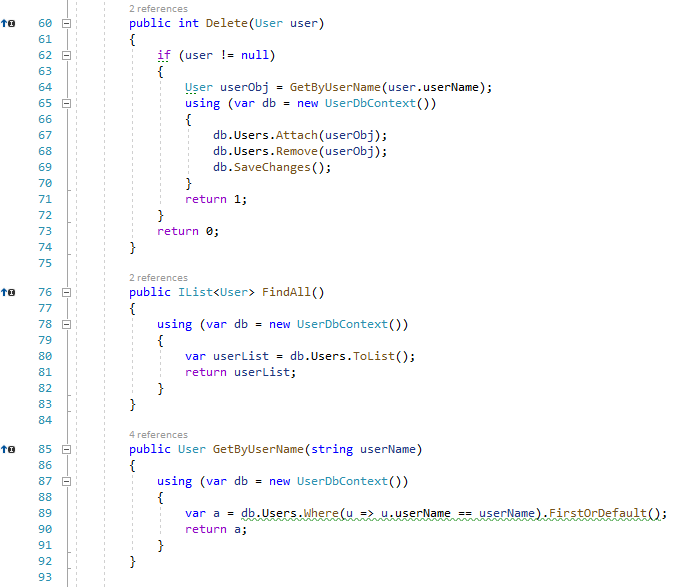 2 references
60 public int Delete(User user)
61 {
62 if (user != null)
63 {
64 User userObj = GetByUserName(user.userName);
65 using (var db = new UserDbContext())
66 {
67 db.Users.Attach(userObj);
68 db.Users.Remove(userObj);
69 db.SaveChanges();
70 }
71 return 1;
72 }
73 return 0;
74 }
75
2 references
76 public IList<User> FindAll()
77 {
78 using (var db = new UserDbContext())
79 {
80 var userList = db.Users.ToList();
81 return userList;
82 }
83 }
84
4 references
85 public User GetByUserName(string userName)
86 {
87 using (var db = new UserDbContext())
88 {
89 var a = db.Users.Where(u => u.userName == userName).FirstOrDefault();
90 return a;
91 }
92 }
93